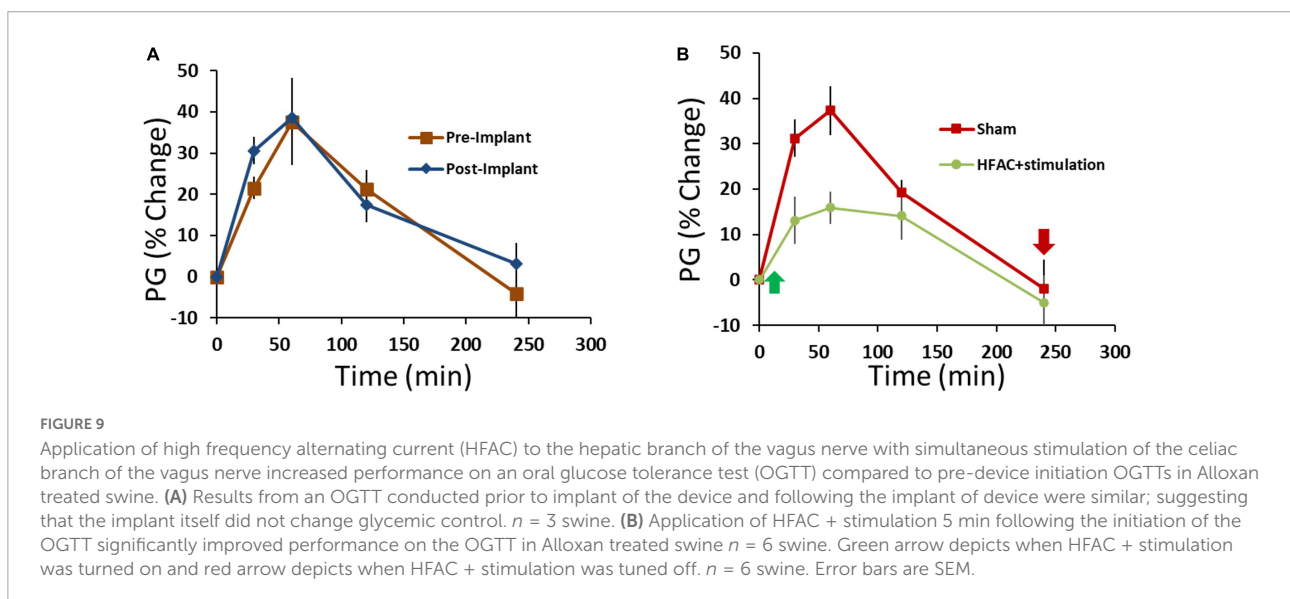 A
50
40
30
20
10
0
-10
PG (% Change)
Pre-Implant
Post-Implant
0 50 100 150 200 250 300
Time (min)
B
50
40
30
20
10
0
-10
PG (% Change)
Sham
HFAC+stimulation
0 50 100 150 200 250 300
Time (min)
FIGURE 9
Application of high frequency alternating current (HFAC) to the hepatic branch of the vagus nerve with simultaneous stimulation of the celiac
branch of the vagus nerve increased performance on an oral glucose tolerance test (OGTT) compared to pre-device initiation OGTTs in Alloxan
treated swine. (A) Results from an OGTT conducted prior to implant of the device and following the implant of device were similar; suggesting
that the implant itself did not change glycemic control. n = 3 swine. (B) Application of HFAC + stimulation 5 min following the initiation of the
OGTT significantly improved performance on the OGTT in Alloxan treated swine n = 6 swine. Green arrow depicts when HFAC + stimulation
was turned on and red arrow depicts when HFAC + stimulation was tuned off. n = 6 swine. Error bars are SEM.